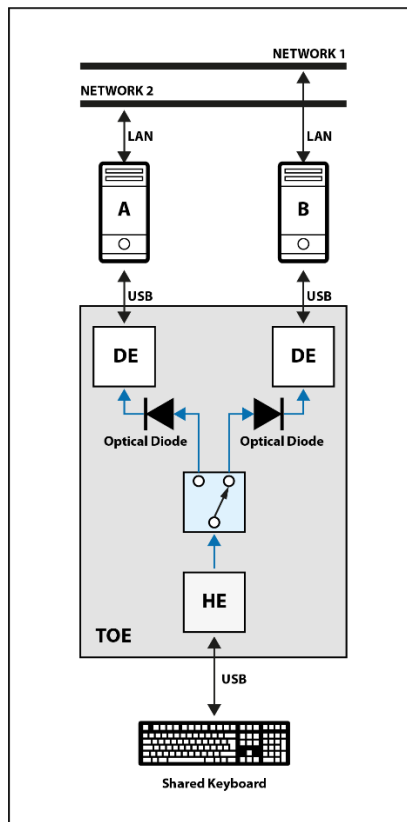 NETWORK 1
NETWORK 2
LAN
LAN
A
B
USB
USB
DE
DE
Optical Diode
Optical Diode
HE
TOE
USB
Shared Keyboard